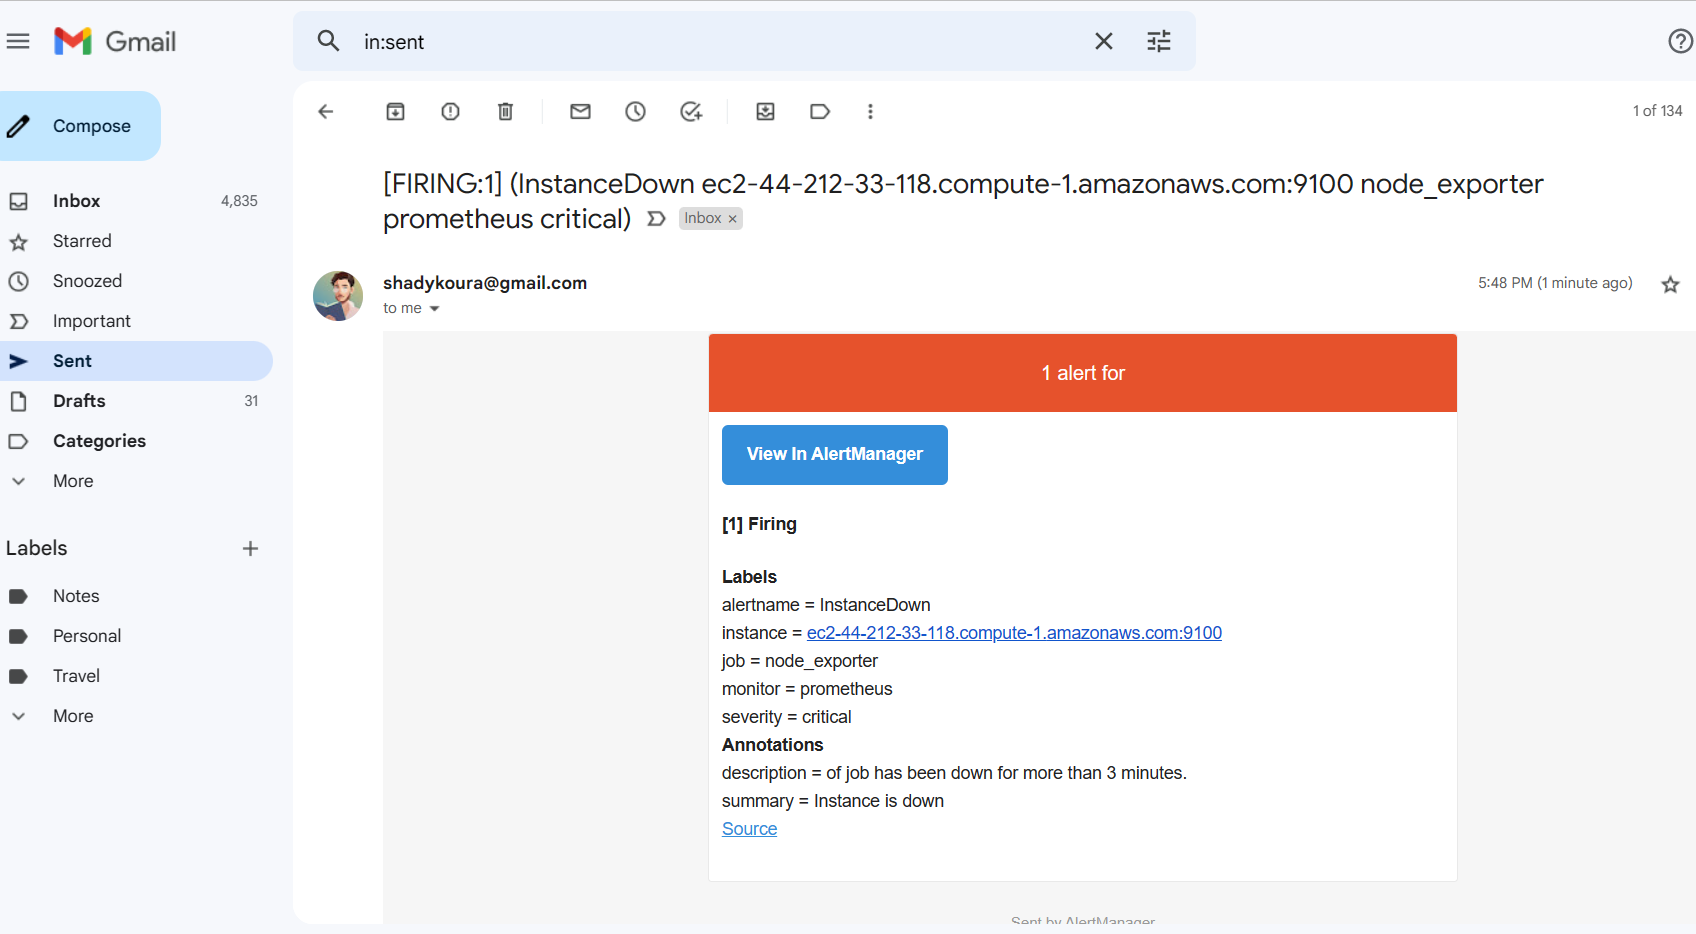 Gmail
in:sent
Compose
1 of 134
Inbox 4,835
Starred
Snoozed
Important
Sent
Drafts 31
Categories
More
Labels
Notes
Personal
Travel
More
[FIRING:1] (InstanceDown ec2-44-212-33-118.compute-1.amazonaws.com:9100 node_exporter
prometheus critical) Inbox ×
shadykoura@gmail.com 5:48 PM (1 minute ago)
to me
1 alert for
View In AlertManager
[1] Firing
Labels
alertname = InstanceDown
instance = ec2-44-212-33-118.compute-1.amazonaws.com:9100
job = node_exporter
monitor = prometheus
severity = critical
Annotations
description = of job has been down for more than 3 minutes.
summary = Instance is down
Source
Sent by AlertManager